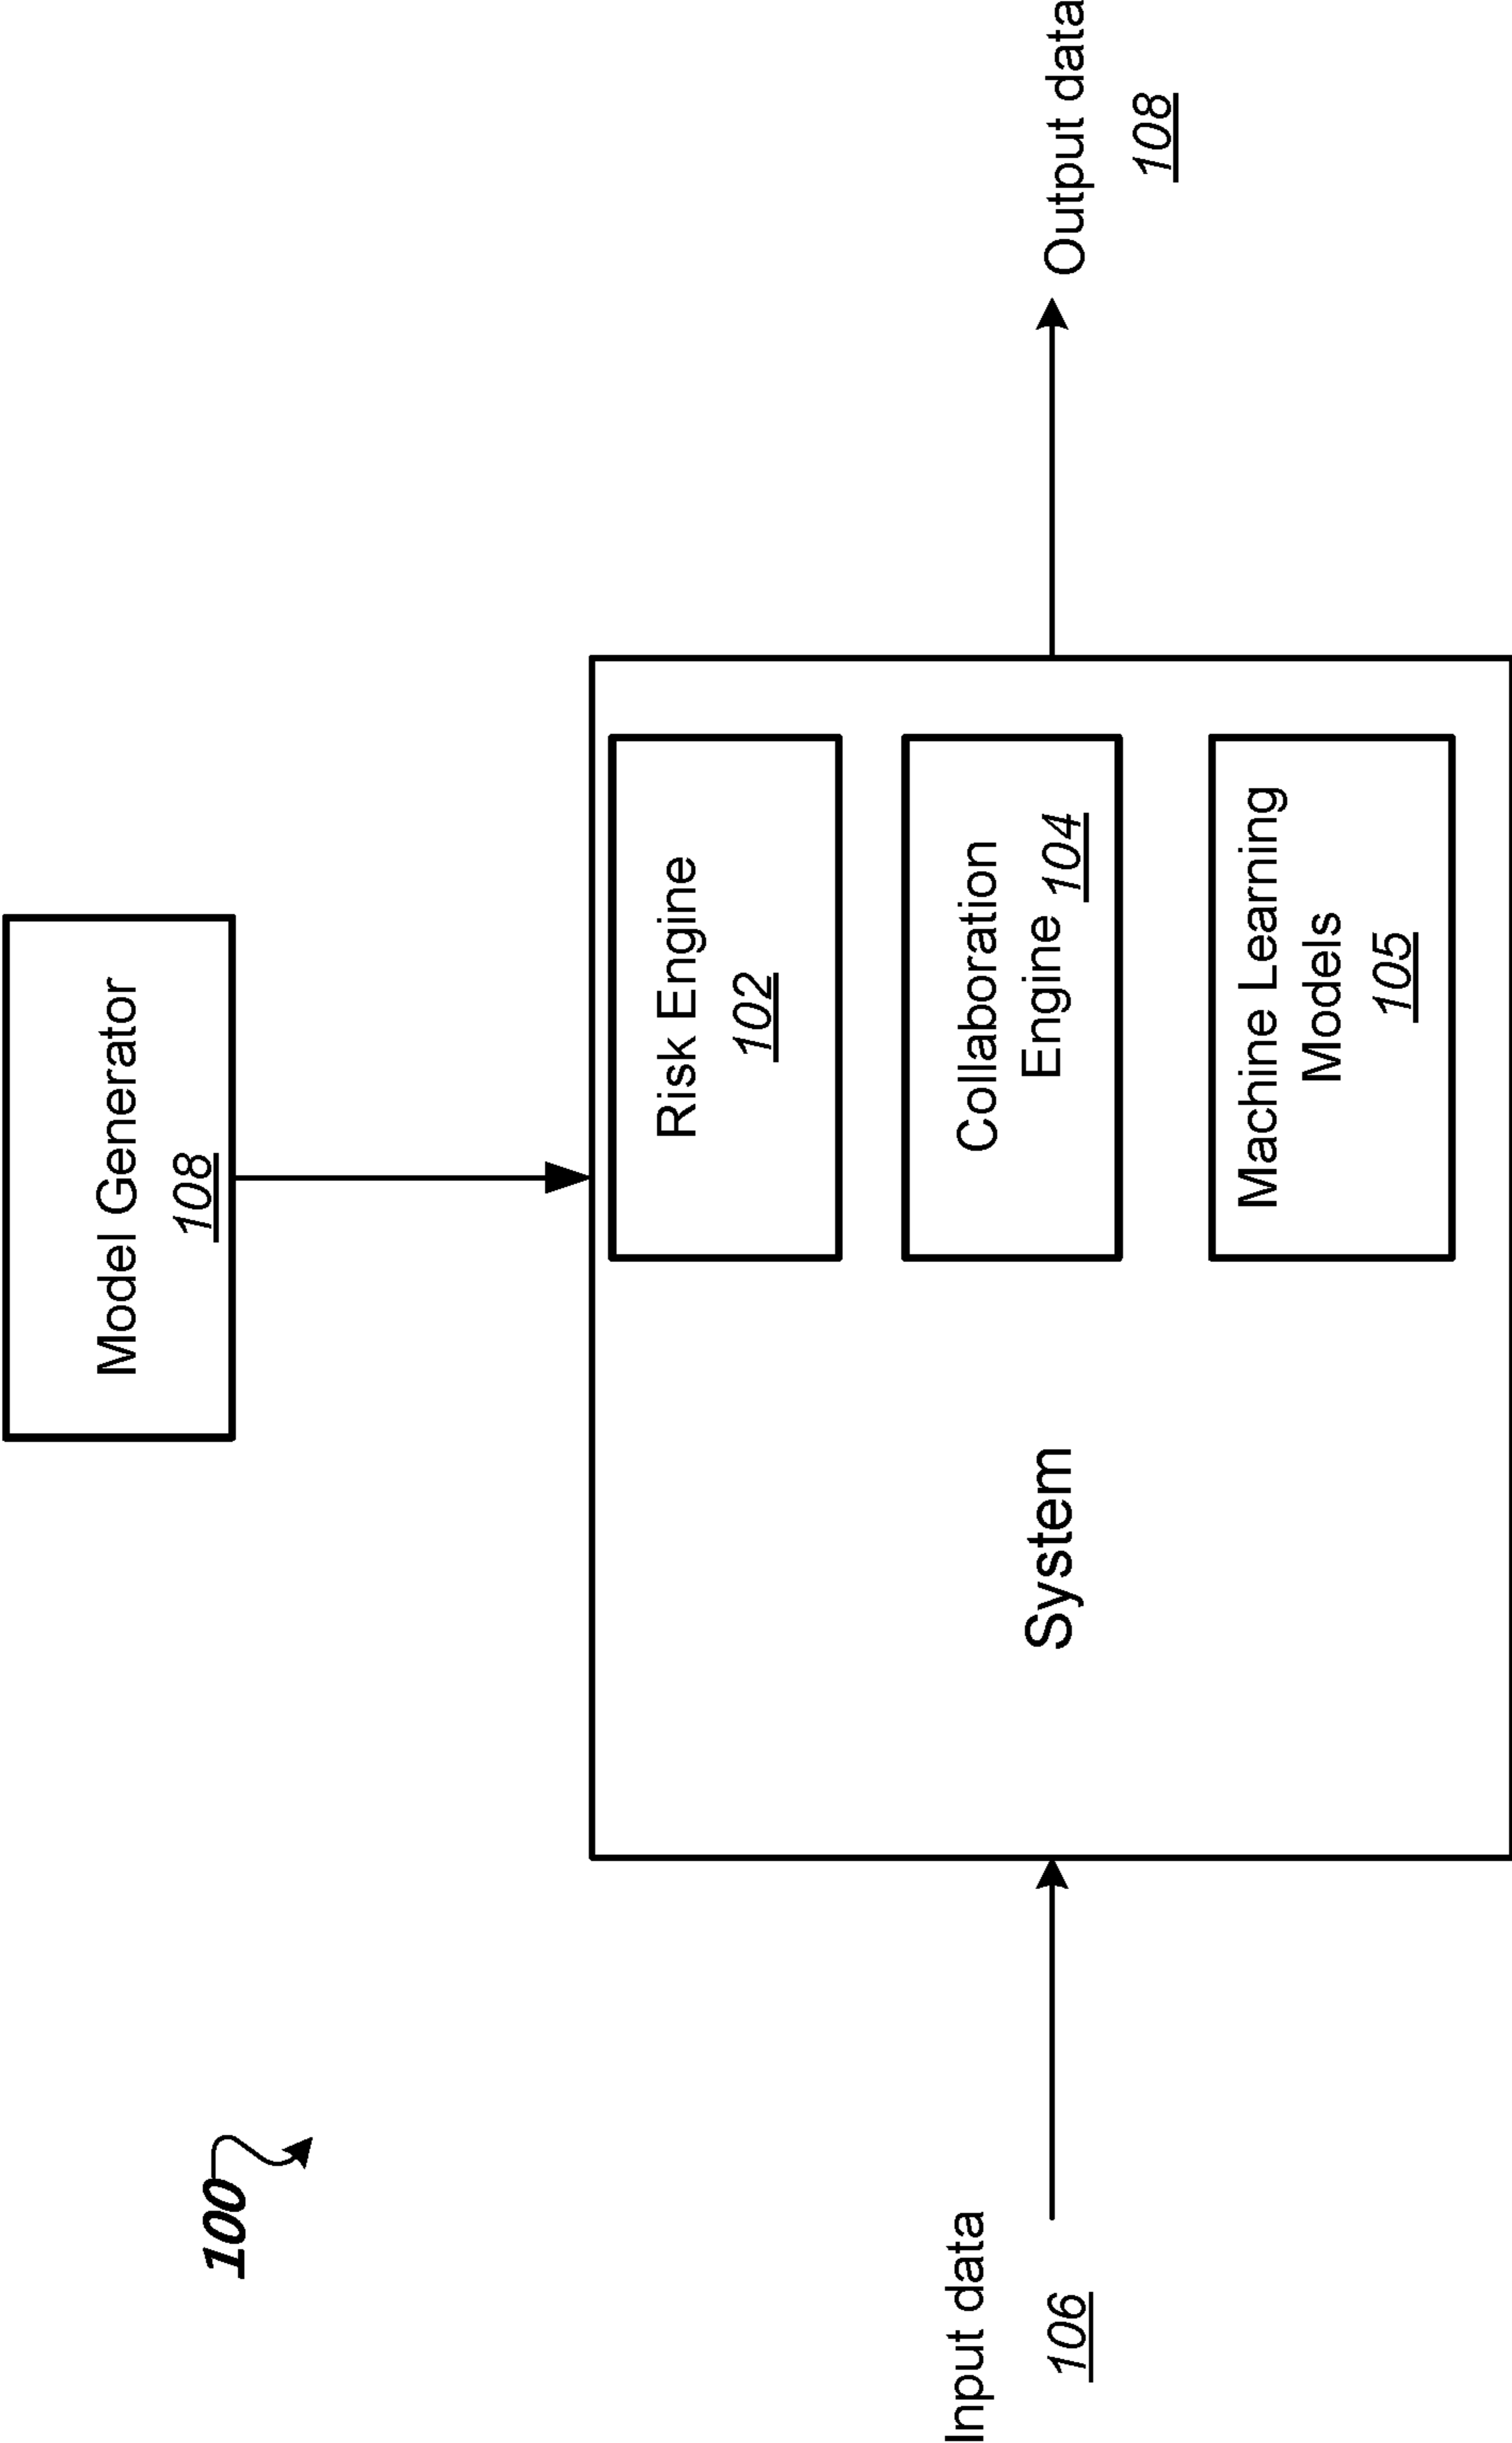 Model Generator
108
100
Risk Engine
102
Collaboration
Engine 104
Machine Learning
Models
105
System
Input data
106
Output data
108